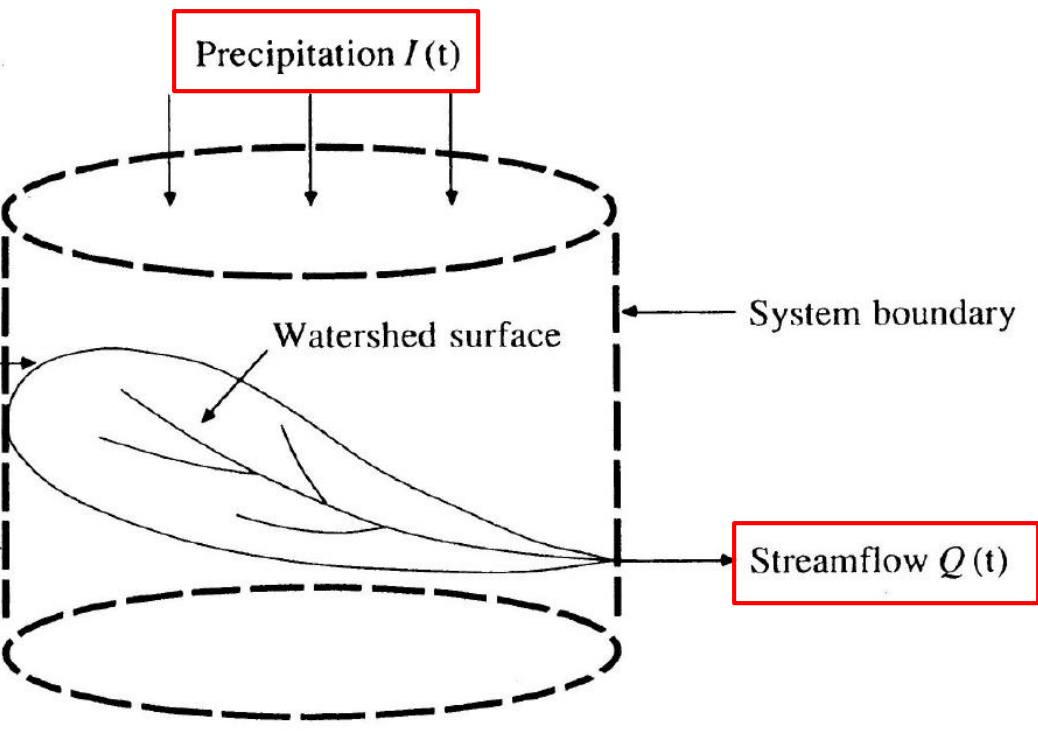 Precipitation I (t)
System boundary
Watershed surface
Streamflow Q (t)